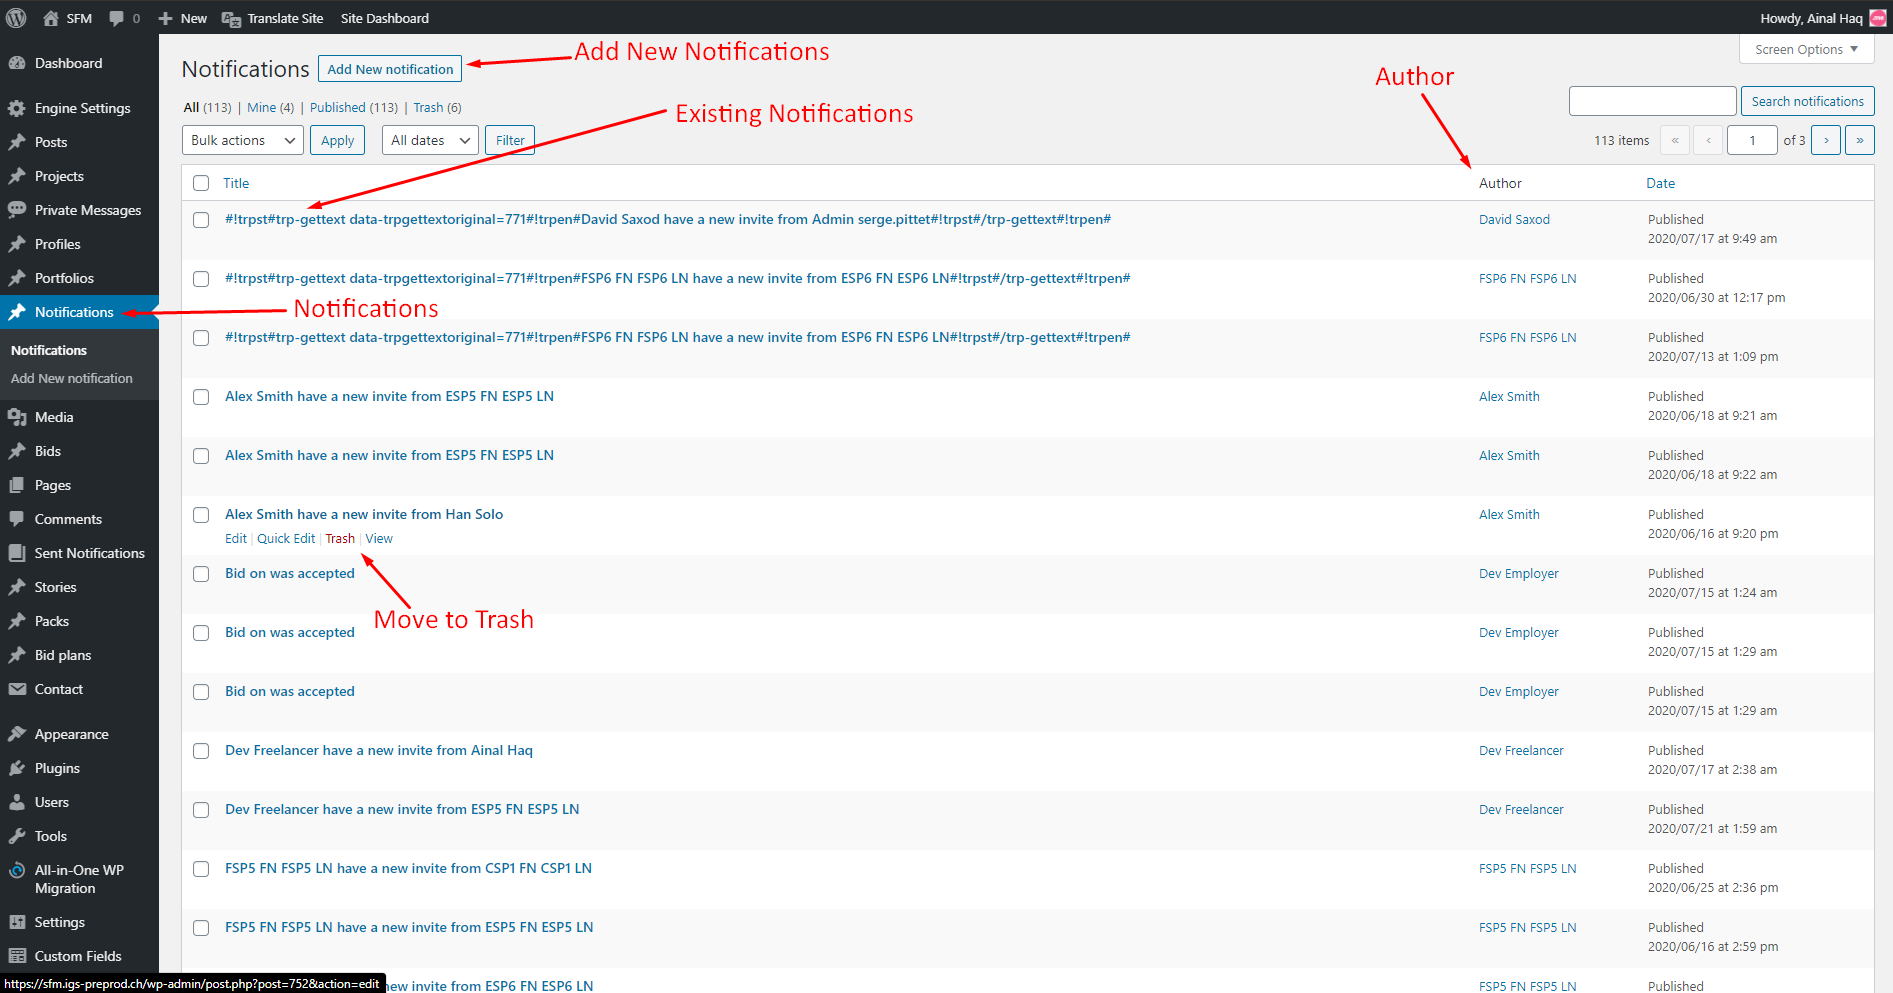 SFM 0 New Translate Site Site Dashboard Howdy, Ainal Haq
Screen Options
Dashboard
Engine Settings
Posts
Projects
Private Messages
Profiles
Portfolios
Notifications
Notifications
Add New notification
Media
Bids
Pages
Comments
Sent Notifications
Stories
Packs
Bid plans
Contact
Appearance
Plugins
Users
Tools
All-in-One WP
Migration
Settings
Custom Fields
Notifications Add New notification
Add New Notifications
Author
Existing Notifications
Notifications
Move to Trash
All (113) | Mine (4) | Published (113) | Trash (6)
Search notifications
Bulk actions Apply All dates Filter
113 items « ‹ 1 of 3 › »
Title Author Date
#!trpst#trp-gettext data-trpgettextoriginal=771#!trpen#David Saxod have a new invite from Admin serge.pittet#!trpst#/trp-gettext#!trpen# David Saxod Published
2020/07/17 at 9:49 am
#!trpst#trp-gettext data-trpgettextoriginal=771#!trpen#FSP6 FN FSP6 LN have a new invite from ESP6 FN ESP6 LN#!trpst#/trp-gettext#!trpen# FSP6 FN FSP6 LN Published
2020/06/30 at 12:17 pm
#!trpst#trp-gettext data-trpgettextoriginal=771#!trpen#FSP6 FN FSP6 LN have a new invite from ESP6 FN ESP6 LN#!trpst#/trp-gettext#!trpen# FSP6 FN FSP6 LN Published
2020/07/13 at 1:09 pm
Alex Smith have a new invite from ESP5 FN ESP5 LN Alex Smith Published
2020/06/18 at 9:21 am
Alex Smith have a new invite from ESP5 FN ESP5 LN Alex Smith Published
2020/06/18 at 9:22 am
Alex Smith have a new invite from Han Solo Alex Smith Published
Edit | Quick Edit | Trash | View 2020/06/16 at 9:20 pm
Bid on was accepted Dev Employer Published
2020/07/15 at 1:24 am
Bid on was accepted Dev Employer Published
2020/07/15 at 1:29 am
Bid on was accepted Dev Employer Published
2020/07/15 at 1:29 am
Dev Freelancer have a new invite from Ainal Haq Dev Freelancer Published
2020/07/17 at 2:38 am
Dev Freelancer have a new invite from ESP5 FN ESP5 LN Dev Freelancer Published
2020/07/21 at 1:59 am
FSP5 FN FSP5 LN have a new invite from CSP1 FN CSP1 LN FSP5 FN FSP5 LN Published
2020/06/25 at 2:36 pm
FSP5 FN FSP5 LN have a new invite from ESP5 FN ESP5 LN FSP5 FN FSP5 LN Published
2020/06/16 at 2:59 pm
new invite from ESP6 FN ESP6 LN FSP5 FN FSP5 LN Published
https://sfm.igs-preprod.ch/wp-admin/post.php?post=752&action=edit